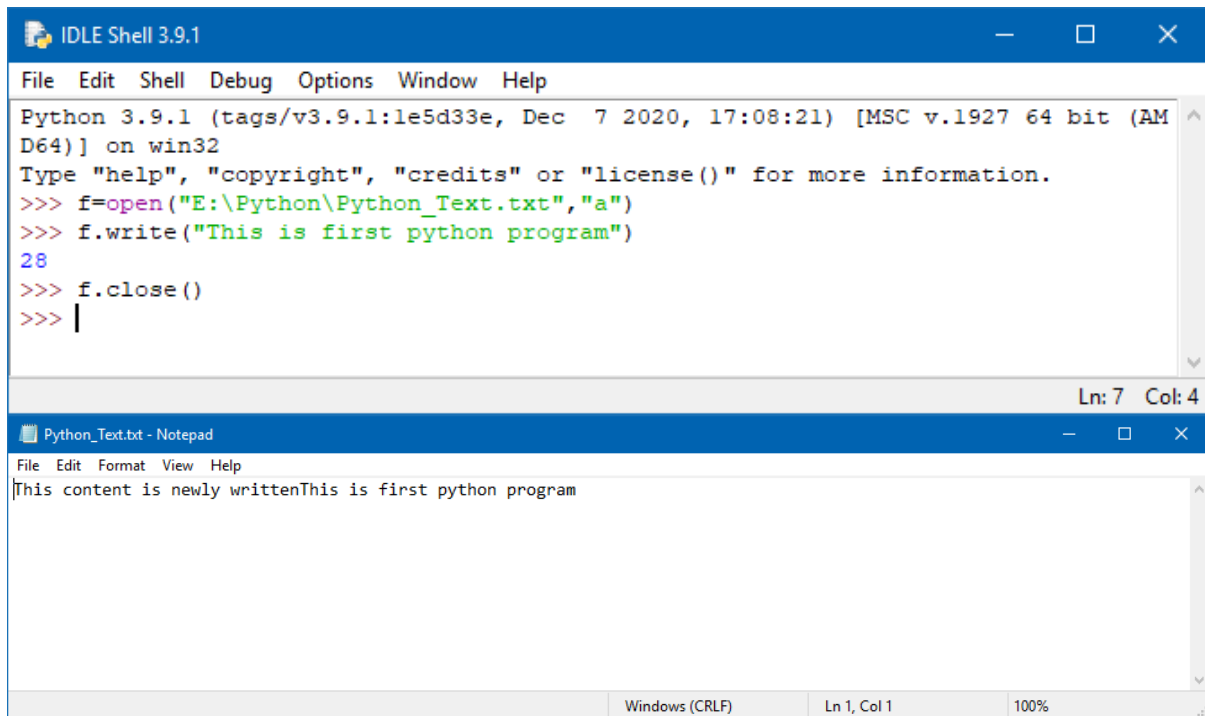 IDLE Shell 3.9.1
File Edit Shell Debug Options Window Help
Python 3.9.1 (tags/v3.9.1:1e5d33e, Dec  7 2020, 17:08:21) [MSC v.1927 64 bit (AM
D64)] on win32
Type "help", "copyright", "credits" or "license()" for more information.
>>> f=open("E:\Python\Python_Text.txt","a")
>>> f.write("This is first python program")
28
>>> f.close()
>>>
Ln: 7 Col: 4
Python_Text.txt - Notepad
File Edit Format View Help
This content is newly writtenThis is first python program
Windows (CRLF) Ln 1, Col 1 100%